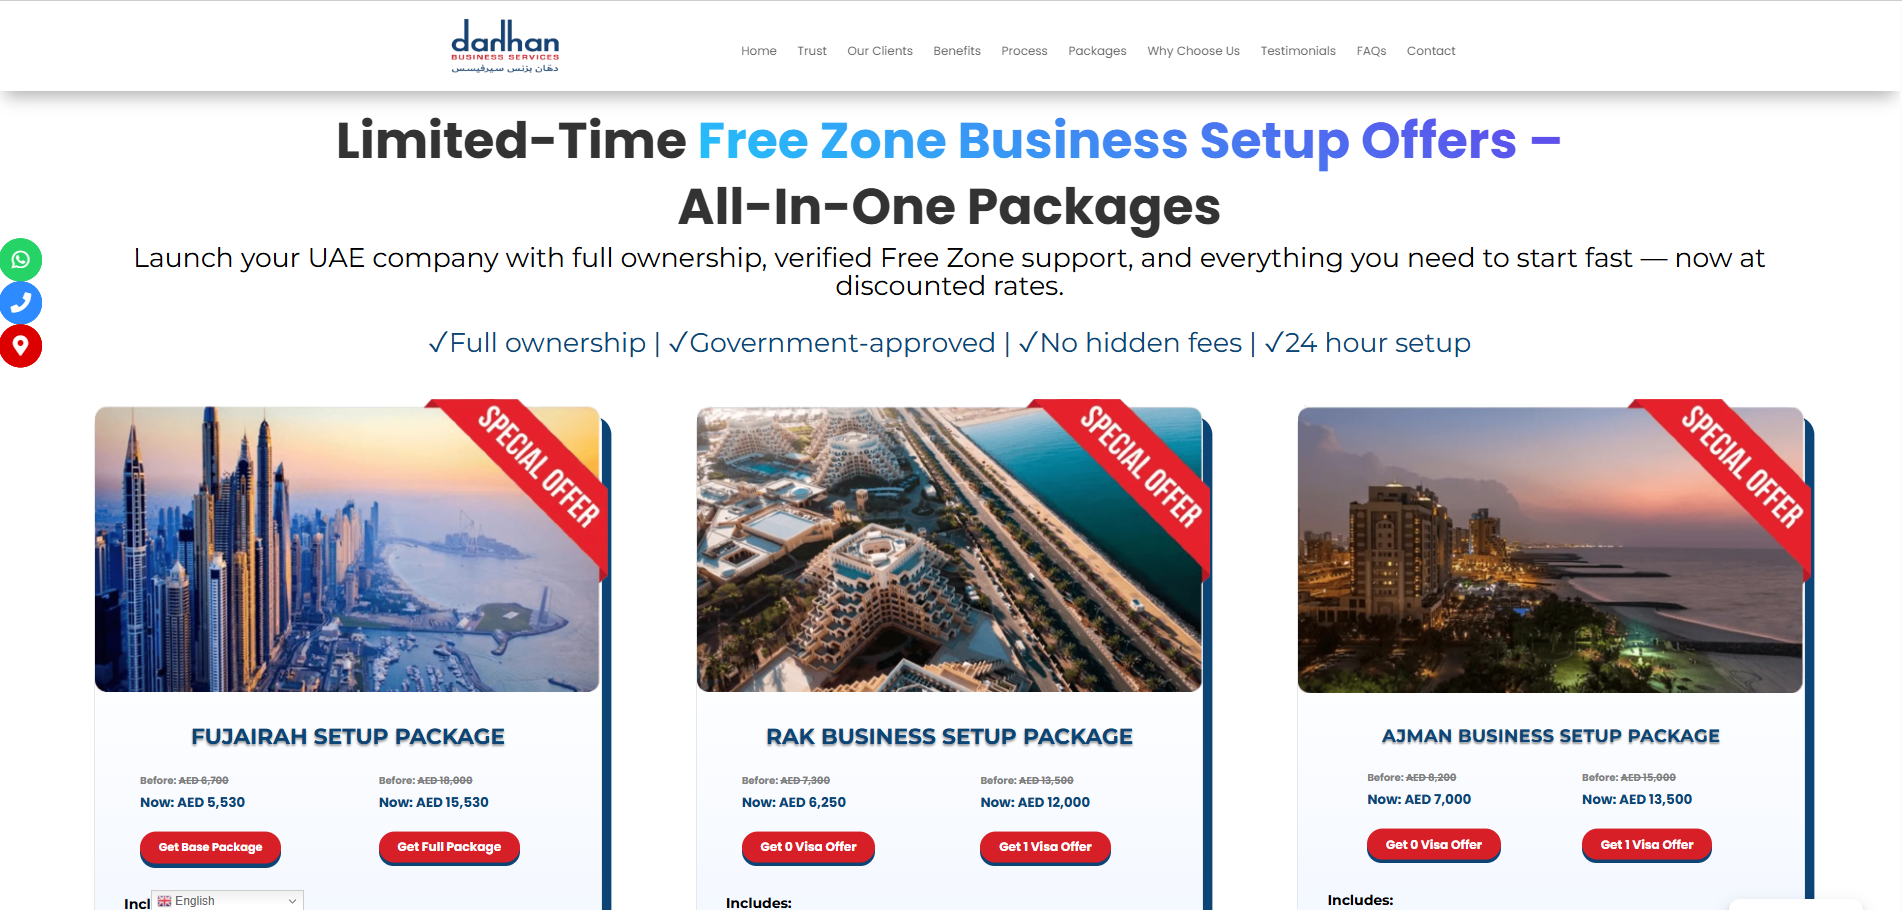 darlhan
BUSINESS SERVICES
دهان بزنس سيرفيسس
Home Trust Our Clients Benefits Process Packages Why Choose Us Testimonials FAQs Contact
Limited-Time Free Zone Business Setup Offers –
All-In-One Packages
Launch your UAE company with full ownership, verified Free Zone support, and everything you need to start fast — now at
discounted rates.
✓Full ownership | ✓Government-approved | ✓No hidden fees | ✓24 hour setup
SPECIAL OFFER
SPECIAL OFFER
SPECIAL OFFER
FUJAIRAH SETUP PACKAGE
Before: AED 6,700
Now: AED 5,530
Get Base Package
Before: AED 18,000
Now: AED 15,530
Get Full Package
Incl
RAK BUSINESS SETUP PACKAGE
Before: AED 7,300
Now: AED 6,250
Get 0 Visa Offer
Before: AED 13,500
Now: AED 12,000
Get 1 Visa Offer
Includes:
AJMAN BUSINESS SETUP PACKAGE
Before: AED 8,200
Now: AED 7,000
Get 0 Visa Offer
Before: AED 15,000
Now: AED 13,500
Get 1 Visa Offer
Includes:
English